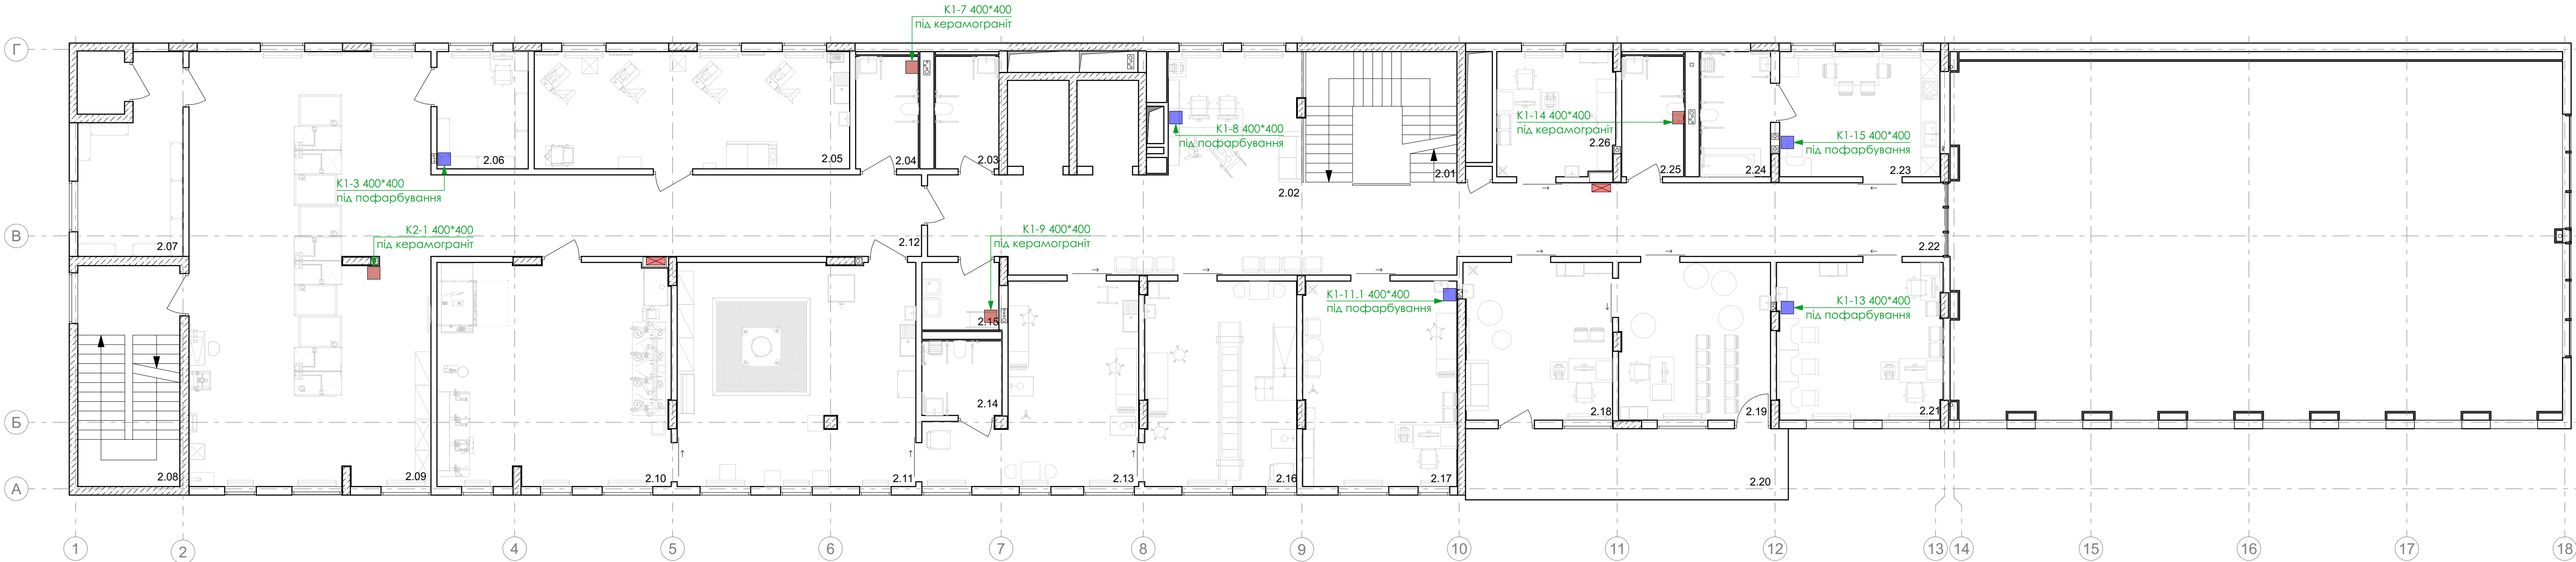 К1-7 400*400
під керамограніт
Г
К1-14 400*400
під керамограніт
К1-8 400*400
під пофарбування
К1-15 400*400
під пофарбування
2.06
2.05
2.04
2.03
2.26
2.25
2.24
2.23
2.01
2.02
К1-3 400*400
під пофарбування
К2-1 400*400
під керамограніт
К1-9 400*400
під керамограніт
В
2.07
2.12
2.22
К1-11.1 400*400
під пофарбування
К1-13 400*400
під пофарбування
2.15
2.14
2.18
2.19
2.21
Б
2.08
2.09
2.10
2.11
2.13
2.16
2.17
2.20
А
1
2
4
5
6
7
8
9
10
11
12
13
14
15
16
17
18